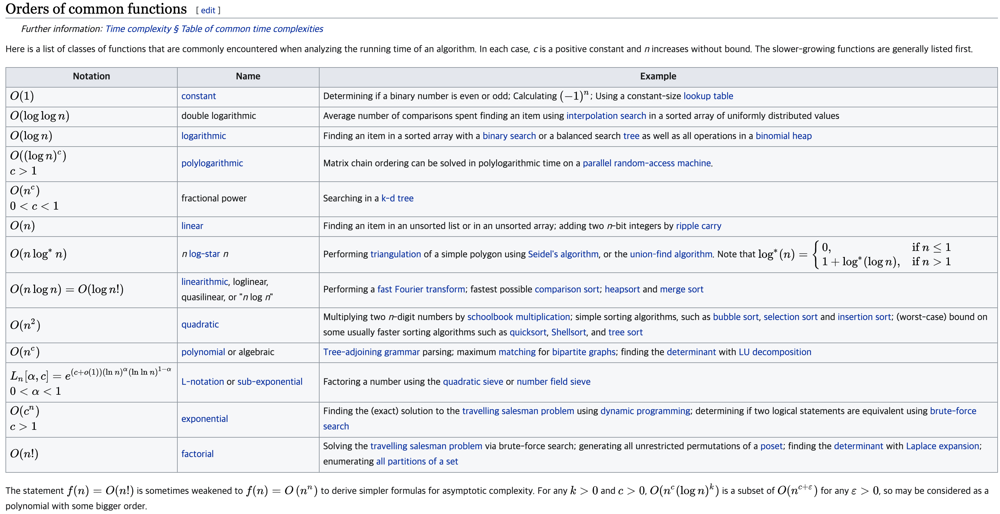 Orders of common functions [ edit ]
Further information: Time complexity § Table of common time complexities
Here is a list of classes of functions that are commonly encountered when analyzing the running time of an algorithm. In each case, c is a positive constant and n increases without bound. The slower-growing functions are generally listed first.
Notation Name Example
O(1) constant Determining if a binary number is even or odd; Calculating (−1)^n; Using a constant-size lookup table
O(log log n) double logarithmic Average number of comparisons spent finding an item using interpolation search in a sorted array of uniformly distributed values
O(log n) logarithmic Finding an item in a sorted array with a binary search or a balanced search tree as well as all operations in a binomial heap
O((log n)^c)
c > 1
polylogarithmic Matrix chain ordering can be solved in polylogarithmic time on a parallel random-access machine.
O(n^c)
0 < c < 1
fractional power Searching in a k-d tree
O(n) linear Finding an item in an unsorted list or in an unsorted array; adding two n-bit integers by ripple carry
O(n log* n) n log-star n Performing triangulation of a simple polygon using Seidel's algorithm, or the union-find algorithm. Note that log*(n) = { 0, if n ≤ 1
1 + log*(log n), if n > 1
O(n log n) = O(log n!) linearithmic, loglinear,
quasilinear, or "n log n"
Performing a fast Fourier transform; fastest possible comparison sort; heapsort and merge sort
O(n²) quadratic Multiplying two n-digit numbers by schoolbook multiplication; simple sorting algorithms, such as bubble sort, selection sort and insertion sort; (worst-case) bound on
some usually faster sorting algorithms such as quicksort, Shellsort, and tree sort
O(n^c) polynomial or algebraic Tree-adjoining grammar parsing; maximum matching for bipartite graphs; finding the determinant with LU decomposition
L_n[α, c] = e^{(c+o(1))(ln n)^α (ln ln n)^{1−α}}
0 < α < 1
L-notation or sub-exponential Factoring a number using the quadratic sieve or number field sieve
O(c^n)
c > 1
exponential Finding the (exact) solution to the travelling salesman problem using dynamic programming; determining if two logical statements are equivalent using brute-force
search
O(n!) factorial Solving the travelling salesman problem via brute-force search; generating all unrestricted permutations of a poset; finding the determinant with Laplace expansion;
enumerating all partitions of a set
The statement f(n) = O(n!) is sometimes weakened to f(n) = O (n^n) to derive simpler formulas for asymptotic complexity. For any k > 0 and c > 0, O(n^c(log n)^k) is a subset of O(n^{c+ε}) for any ε > 0, so may be considered as a
polynomial with some bigger order.